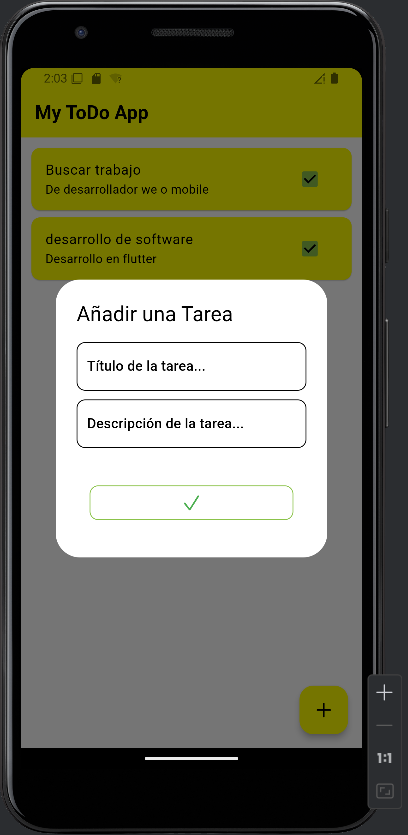 2:03
My ToDo App
Buscar trabajo
De desarrollador we o mobile
desarrollo de software
Desarrollo en flutter
Añadir una Tarea
Título de la tarea...
Descripción de la tarea...
1:1